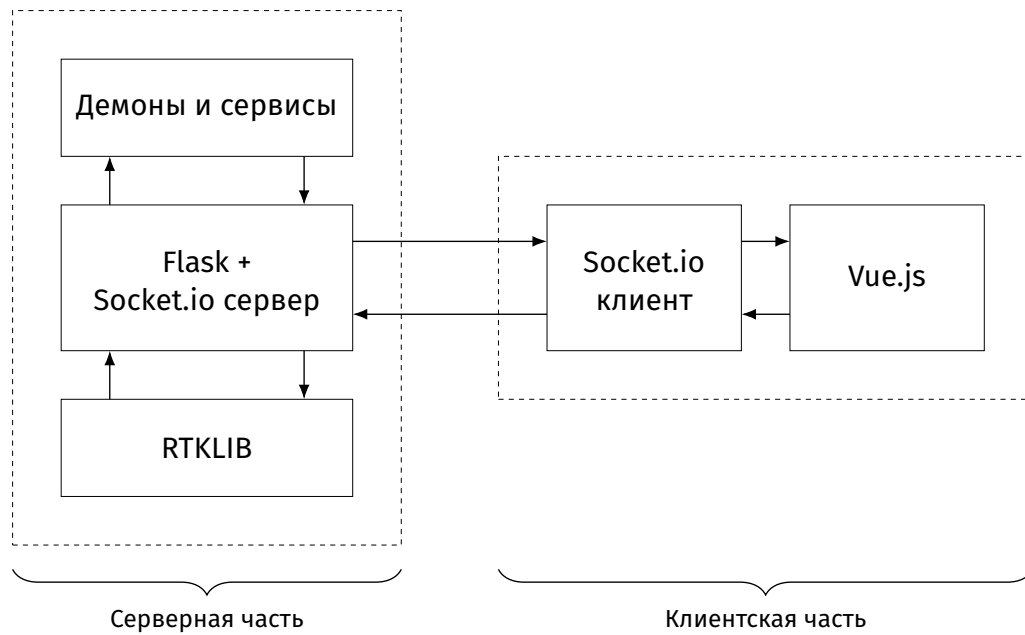 Демоны и сервисы
Flask +
Socket.io сервер
RTKLIB
Socket.io
клиент
Vue.js
Серверная часть
Клиентская часть